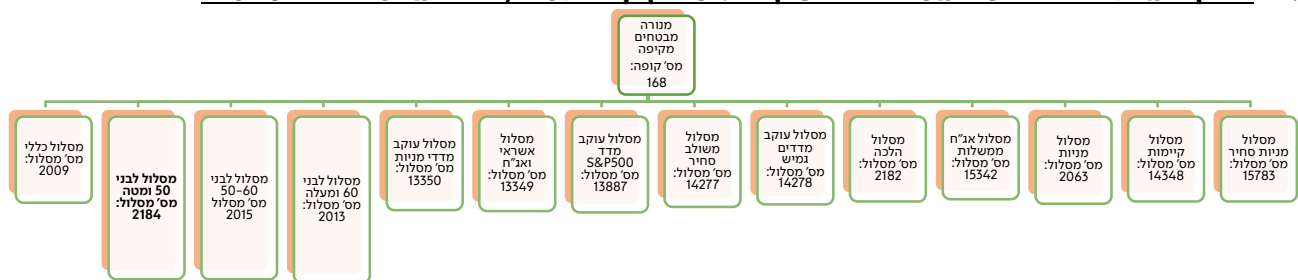 מנורה
מבטחים
מקיפה
מס' קופה:
168
מסלול מניות סחיר
מס' מסלול:
15783
מסלול
קיימות
מס' מסלול:
14348
מסלול
מניות
מס' מסלול:
2063
מסלול אג"ח
ממשלות
מס' מסלול:
15342
מסלול
הלכה
מס' מסלול:
2182
מסלול עוקב
מדדים
גמיש
מס' מסלול:
14278
מסלול
משולב
סחיר
מס' מסלול:
14277
מסלול עוקב
מדד
S&P500
מס' מסלול:
13887
מסלול
אשראי
ואג"ח
מס' מסלול:
13349
מסלול עוקב
מדדי מניות
מס' מסלול:
13350
מסלול לבני
60 ומעלה
מס' מסלול:
2013
מסלול לבני
50-60
מס' מסלול
2015
מסלול לבני
50 ומטה
מס' מסלול:
2184
מסלול כללי
מס' מסלול:
2009